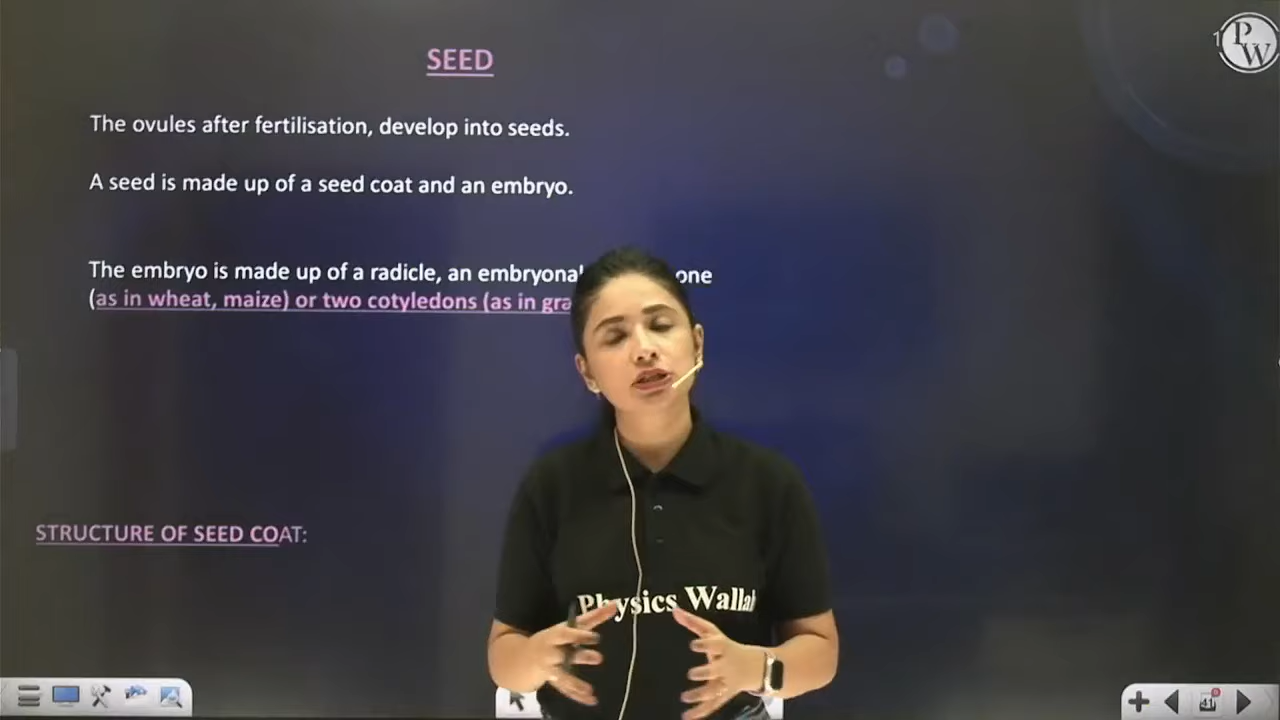 SEED
The ovules after fertilisation, develop into seeds.
A seed is made up of a seed coat and an embryo.
The embryo is made up of a radicle, an embryonal one
(as in wheat, maize) or two cotyledons (as in
STRUCTURE OF SEED COAT:
Physics Wallah
PW